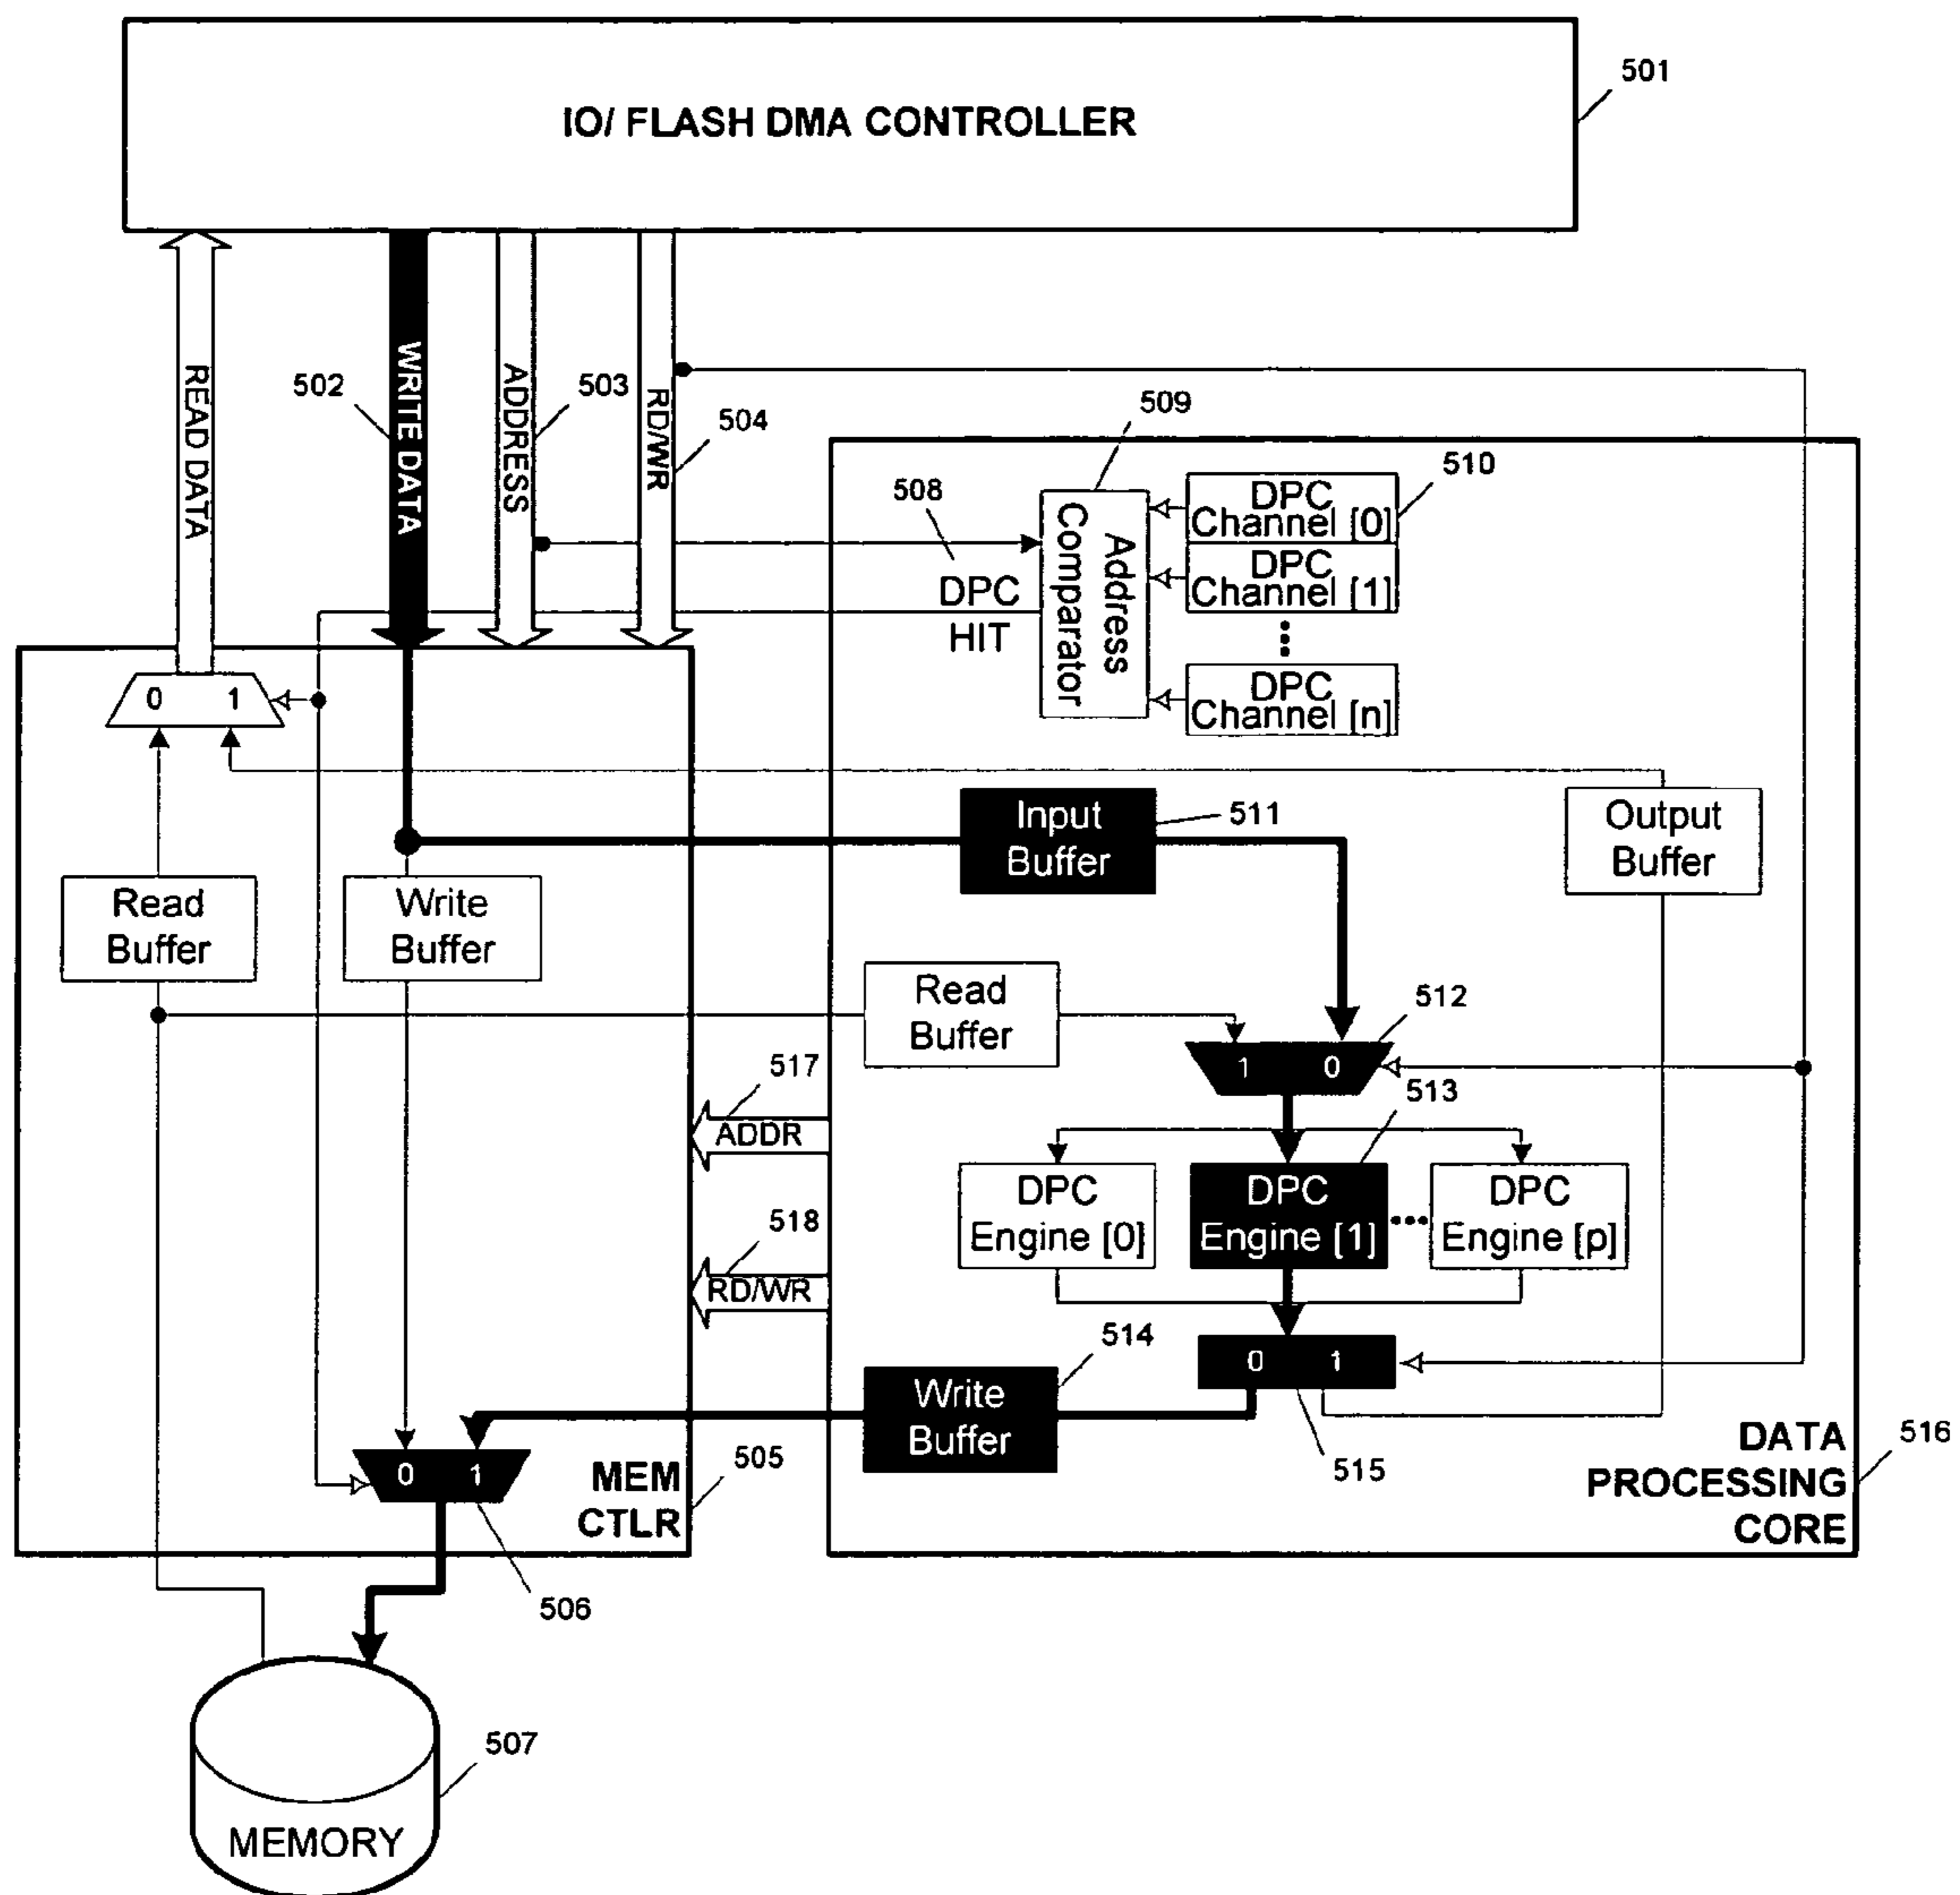 IO/ FLASH DMA CONTROLLER
501
READ DATA
502
WRITE DATA
ADDRESS
503
RD/WR
504
509
508
510
DPC
Channel [0]
DPC
Channel [1]
DPC
Channel [n]
Address
Comparator
DPC
HIT
0 1
Input
Buffer
511
Output
Buffer
Read
Buffer
Write
Buffer
Read
Buffer
512
1 0
517
ADDR
513
DPC
Engine [0]
DPC
Engine [1]
DPC
Engine [p]
518
RD/WR
514
0 1
Write
Buffer
515
0 1
MEM
CTLR
505
DATA
PROCESSING
CORE
516
506
507
MEMORY